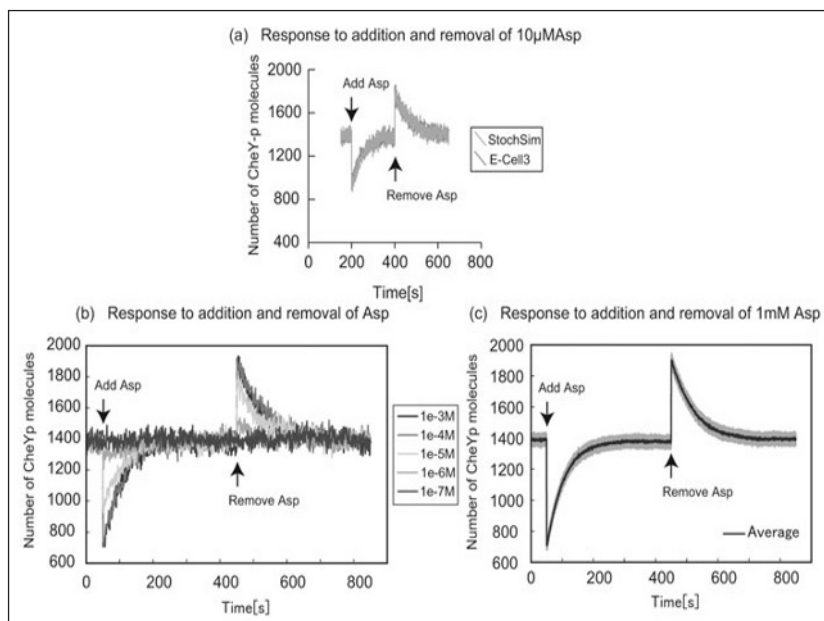 (a) Response to addition and removal of 10μMAsp
Number of CheY-p molecules
2000
1600
1200
800
400
Add Asp
Remove Asp
StochSim
E-Cell3
0 200 400 600 800
Time[s]
(b) Response to addition and removal of Asp
Number of CheYp molecules
2000
1800
1600
1400
1200
1000
800
600
Add Asp
Remove Asp
1e-3M
1e-4M
1e-5M
1e-6M
1e-7M
0 200 400 600 800
Time[s]
(c) Response to addition and removal of 1mM Asp
Number of CheYp molecules
2000
1800
1600
1400
1200
1000
800
600
Add Asp
Remove Asp
Average
0 200 400 600 800
Time[s]